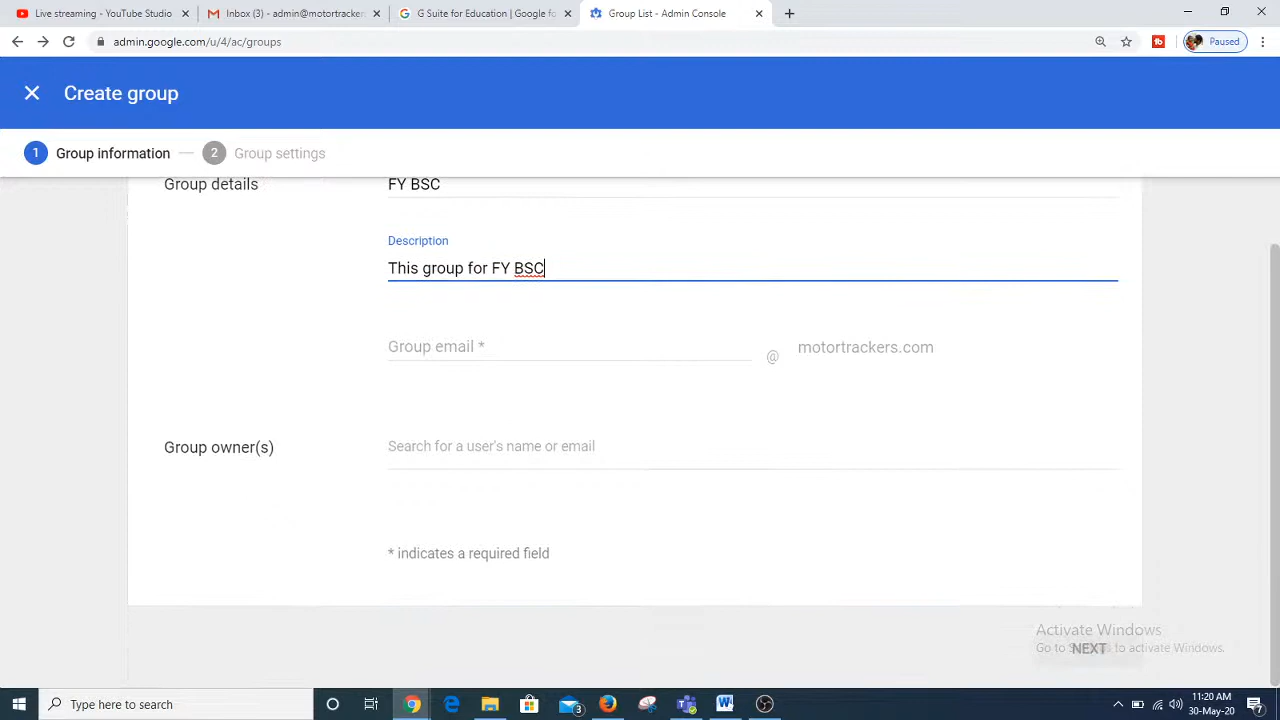 Live streaming - YouTube Studio
Inbox (3) - admin@motortracker
G Suite for Education | Google fo
Group List - Admin Console
admin.google.com/u/4/ac/groups
Paused
Create group
1 Group information — 2 Group settings
Group details
FY BSC
Description
This group for FY BSC
Group email *
@ motortrackers.com
Group owner(s)
Search for a user's name or email
* indicates a required field
Activate Windows
NEXT
Go to S to activate Windows.
Type here to search
3
11:20 AM
30-May-20
7